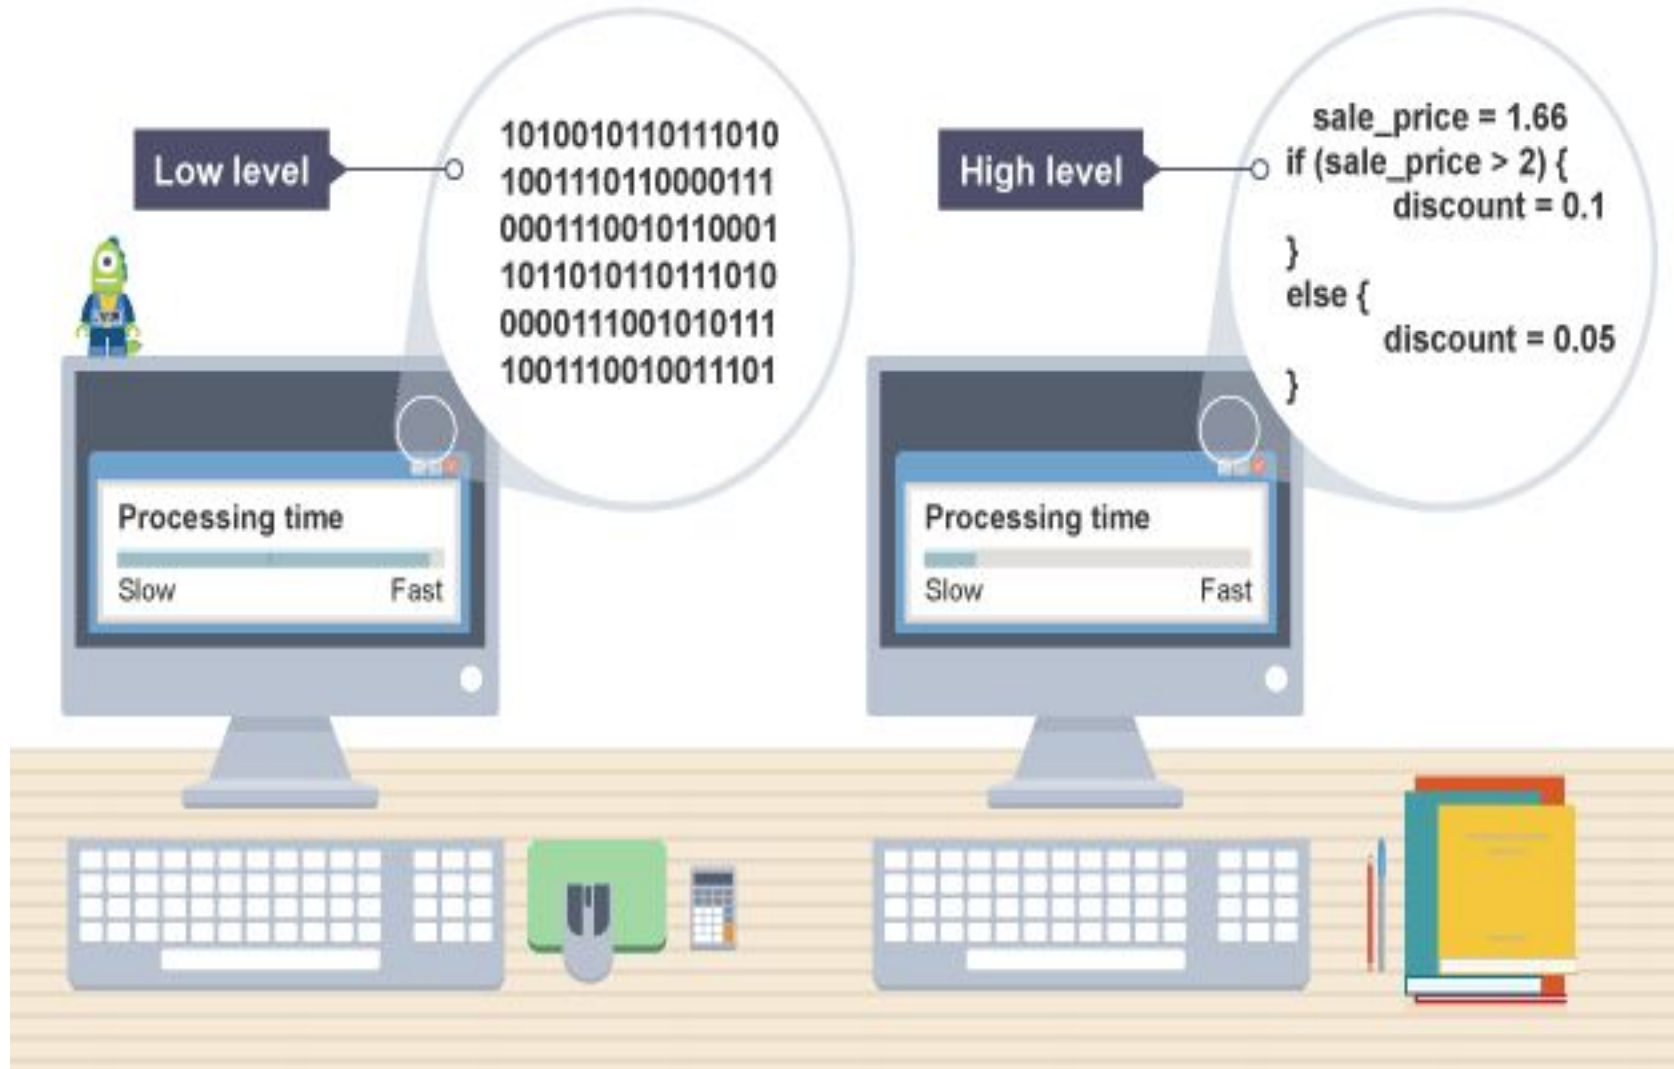 Low level
1010010110111010
1001110110000111
0001110010110001
1011010110111010
0000111001010111
1001110010011101
Processing time
Slow Fast
High level
sale_price = 1.66
if (sale_price > 2) {
discount = 0.1
}
else {
discount = 0.05
}
Processing time
Slow Fast